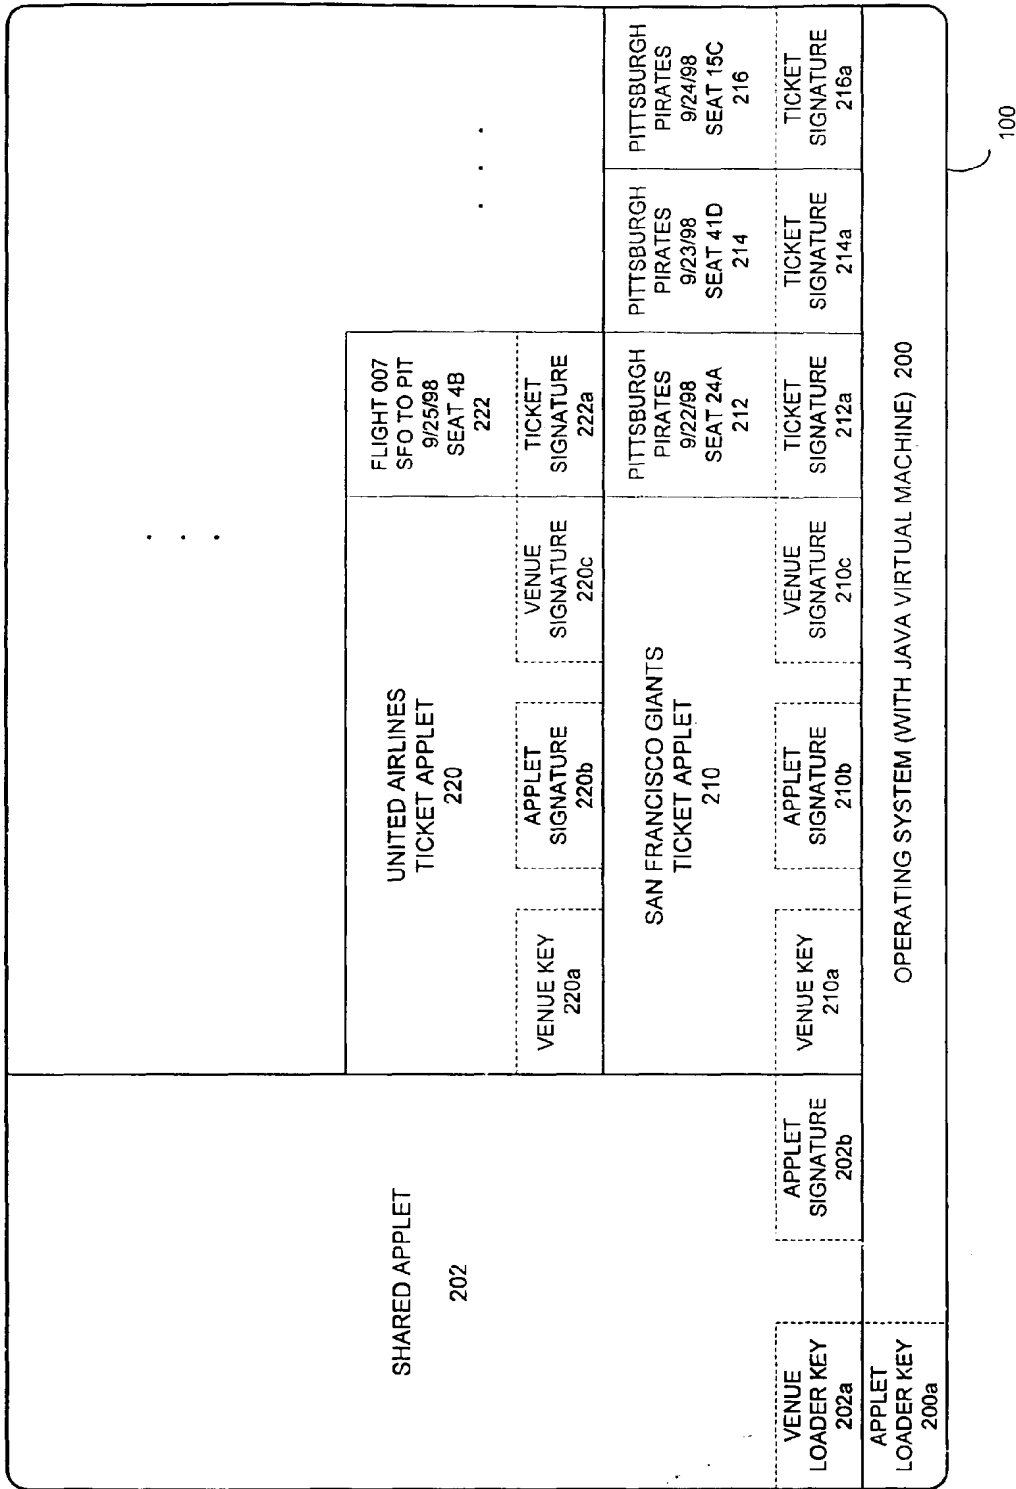 SHARED APPLET
202
VENUE
LOADER KEY
202a
APPLET
SIGNATURE
202b
APPLET
LOADER KEY
200a
UNITED AIRLINES
TICKET APPLET
220
VENUE KEY
220a
APPLET
SIGNATURE
220b
VENUE
SIGNATURE
220c
FLIGHT 007
SFO TO PIT
9/25/98
SEAT 4B
222
TICKET
SIGNATURE
222a
SAN FRANCISCO GIANTS
TICKET APPLET
210
VENUE KEY
210a
APPLET
SIGNATURE
210b
VENUE
SIGNATURE
210c
PITTSBURGH
PIRATES
9/22/98
SEAT 24A
212
TICKET
SIGNATURE
212a
PITTSBURGH
PIRATES
9/23/98
SEAT 41D
214
TICKET
SIGNATURE
214a
PITTSBURGH
PIRATES
9/24/98
SEAT 15C
216
TICKET
SIGNATURE
216a
OPERATING SYSTEM (WITH JAVA VIRTUAL MACHINE) 200
100